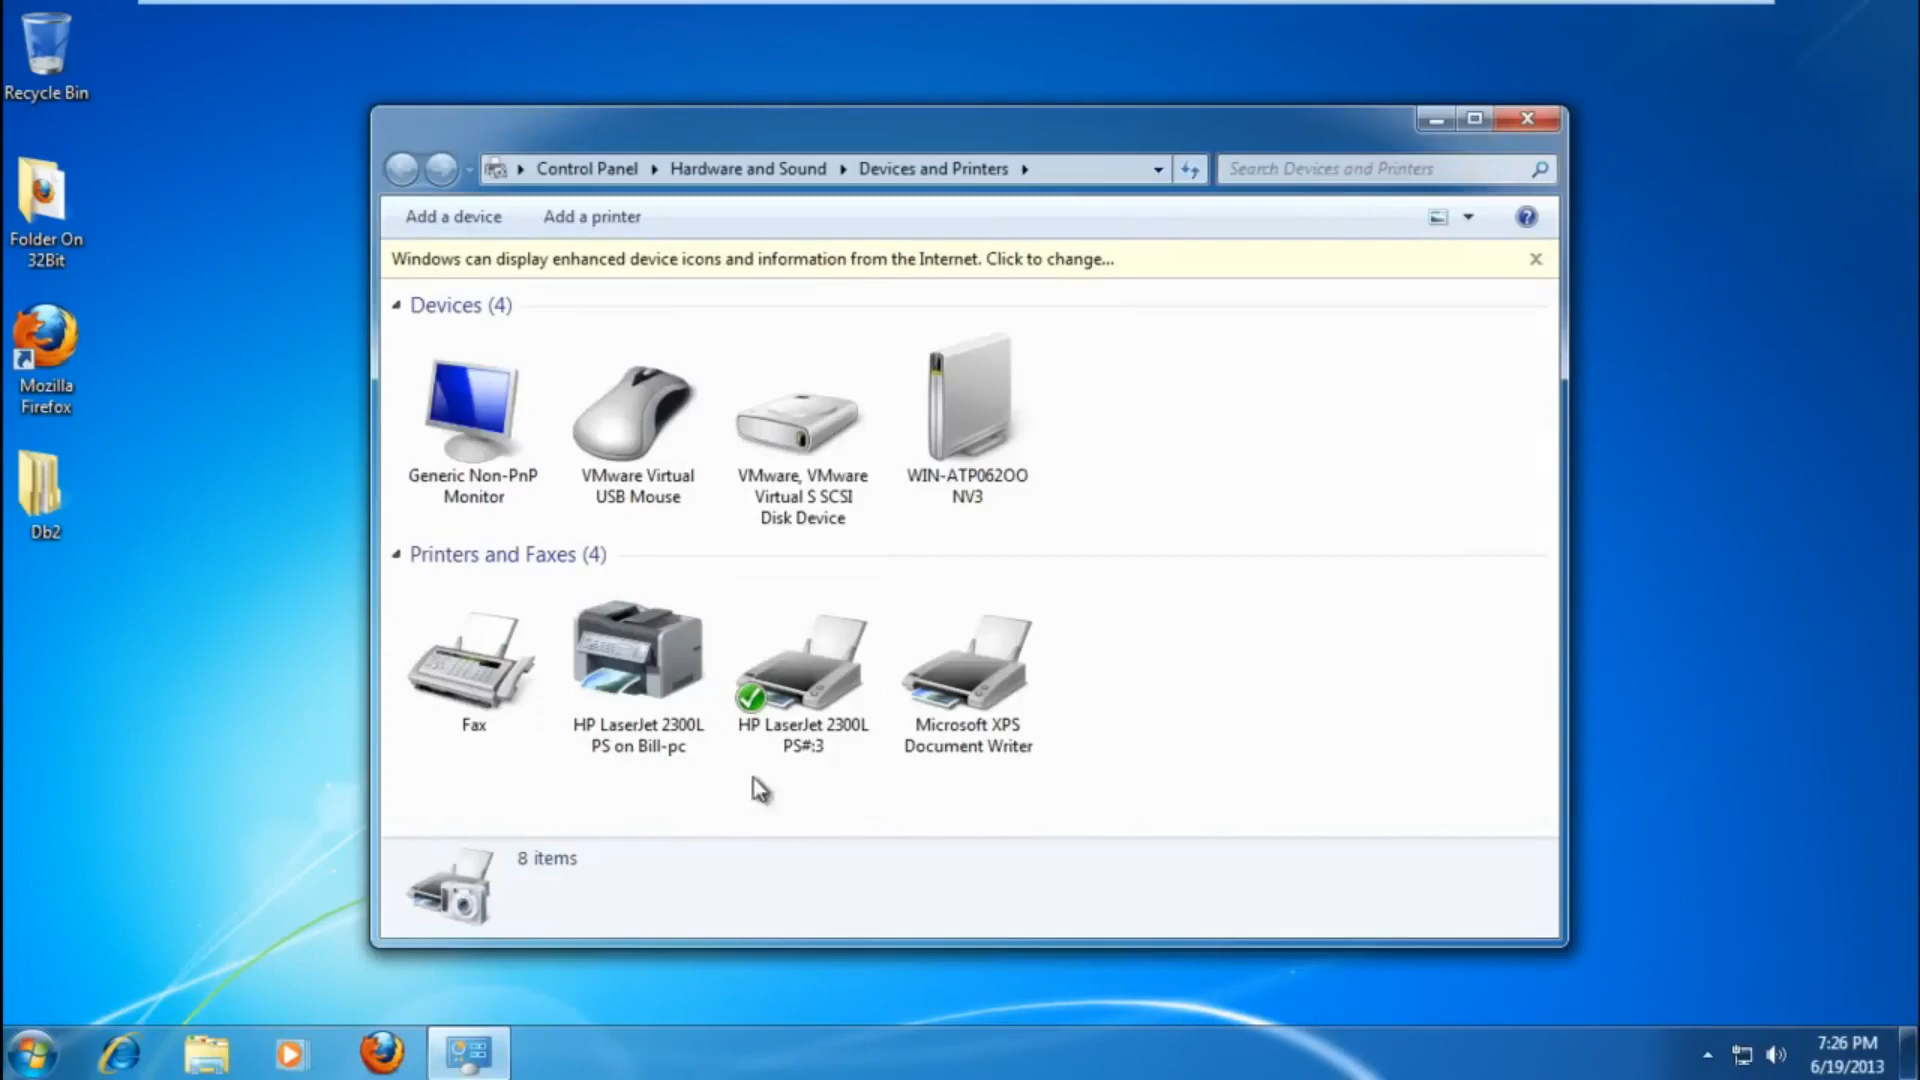 Recycle Bin
Folder On
32Bit
Mozilla
Firefox
Db2
Control Panel
Hardware and Sound
Devices and Printers
Search Devices and Printers
Add a device
Add a printer
Windows can display enhanced device icons and information from the Internet. Click to change...
Devices (4)
Generic Non-PnP
Monitor
VMware Virtual
USB Mouse
VMware, VMware
Virtual S SCSI
Disk Device
WIN-ATP062OO
NV3
Printers and Faxes (4)
Fax
HP LaserJet 2300L
PS on Bill-pc
HP LaserJet 2300L
PS#:3
Microsoft XPS
Document Writer
8 items
7:26 PM
6/19/2013